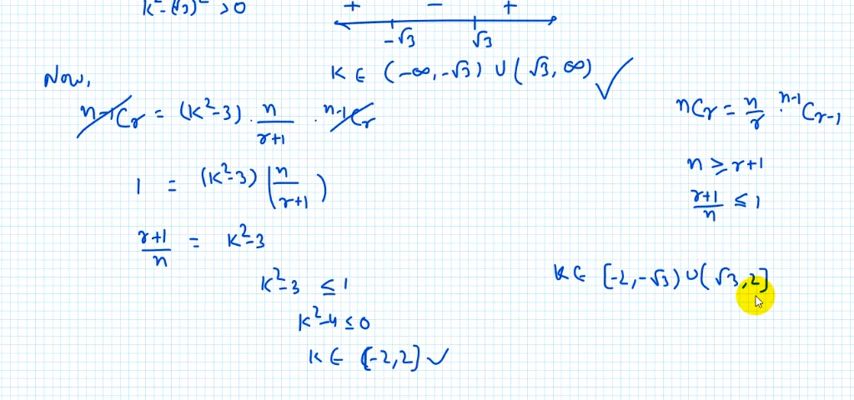 k²-(√3)² >0
+ - +
-√3 √3
k ∈ (-∞, -√3) ∪ (√3, ∞) ✓
Now,
n-1Cr = (k²-3) · n/(r+1) · n-1Cr
1 = (k²-3) (n/(r+1))
(r+1)/n = k²-3
k²-3 ≤ 1
k²-4 ≤ 0
k ∈ [-2,2] ✓
nCr = n/r · n-1Cr-1
n ≥ r+1
(r+1)/n ≤ 1
k ∈ [-2, -√3) ∪ (√3, 2]